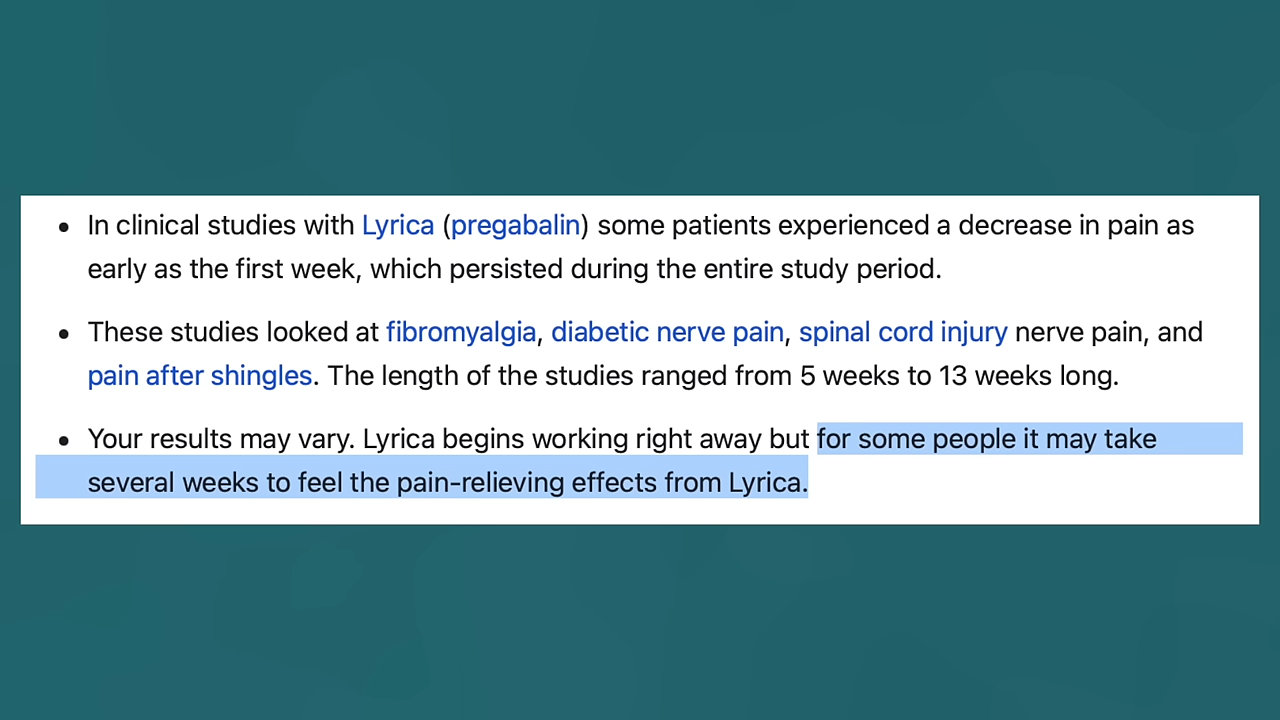 • In clinical studies with Lyrica (pregabalin) some patients experienced a decrease in pain as
early as the first week, which persisted during the entire study period.
• These studies looked at fibromyalgia, diabetic nerve pain, spinal cord injury nerve pain, and
pain after shingles. The length of the studies ranged from 5 weeks to 13 weeks long.
• Your results may vary. Lyrica begins working right away but for some people it may take
several weeks to feel the pain-relieving effects from Lyrica.